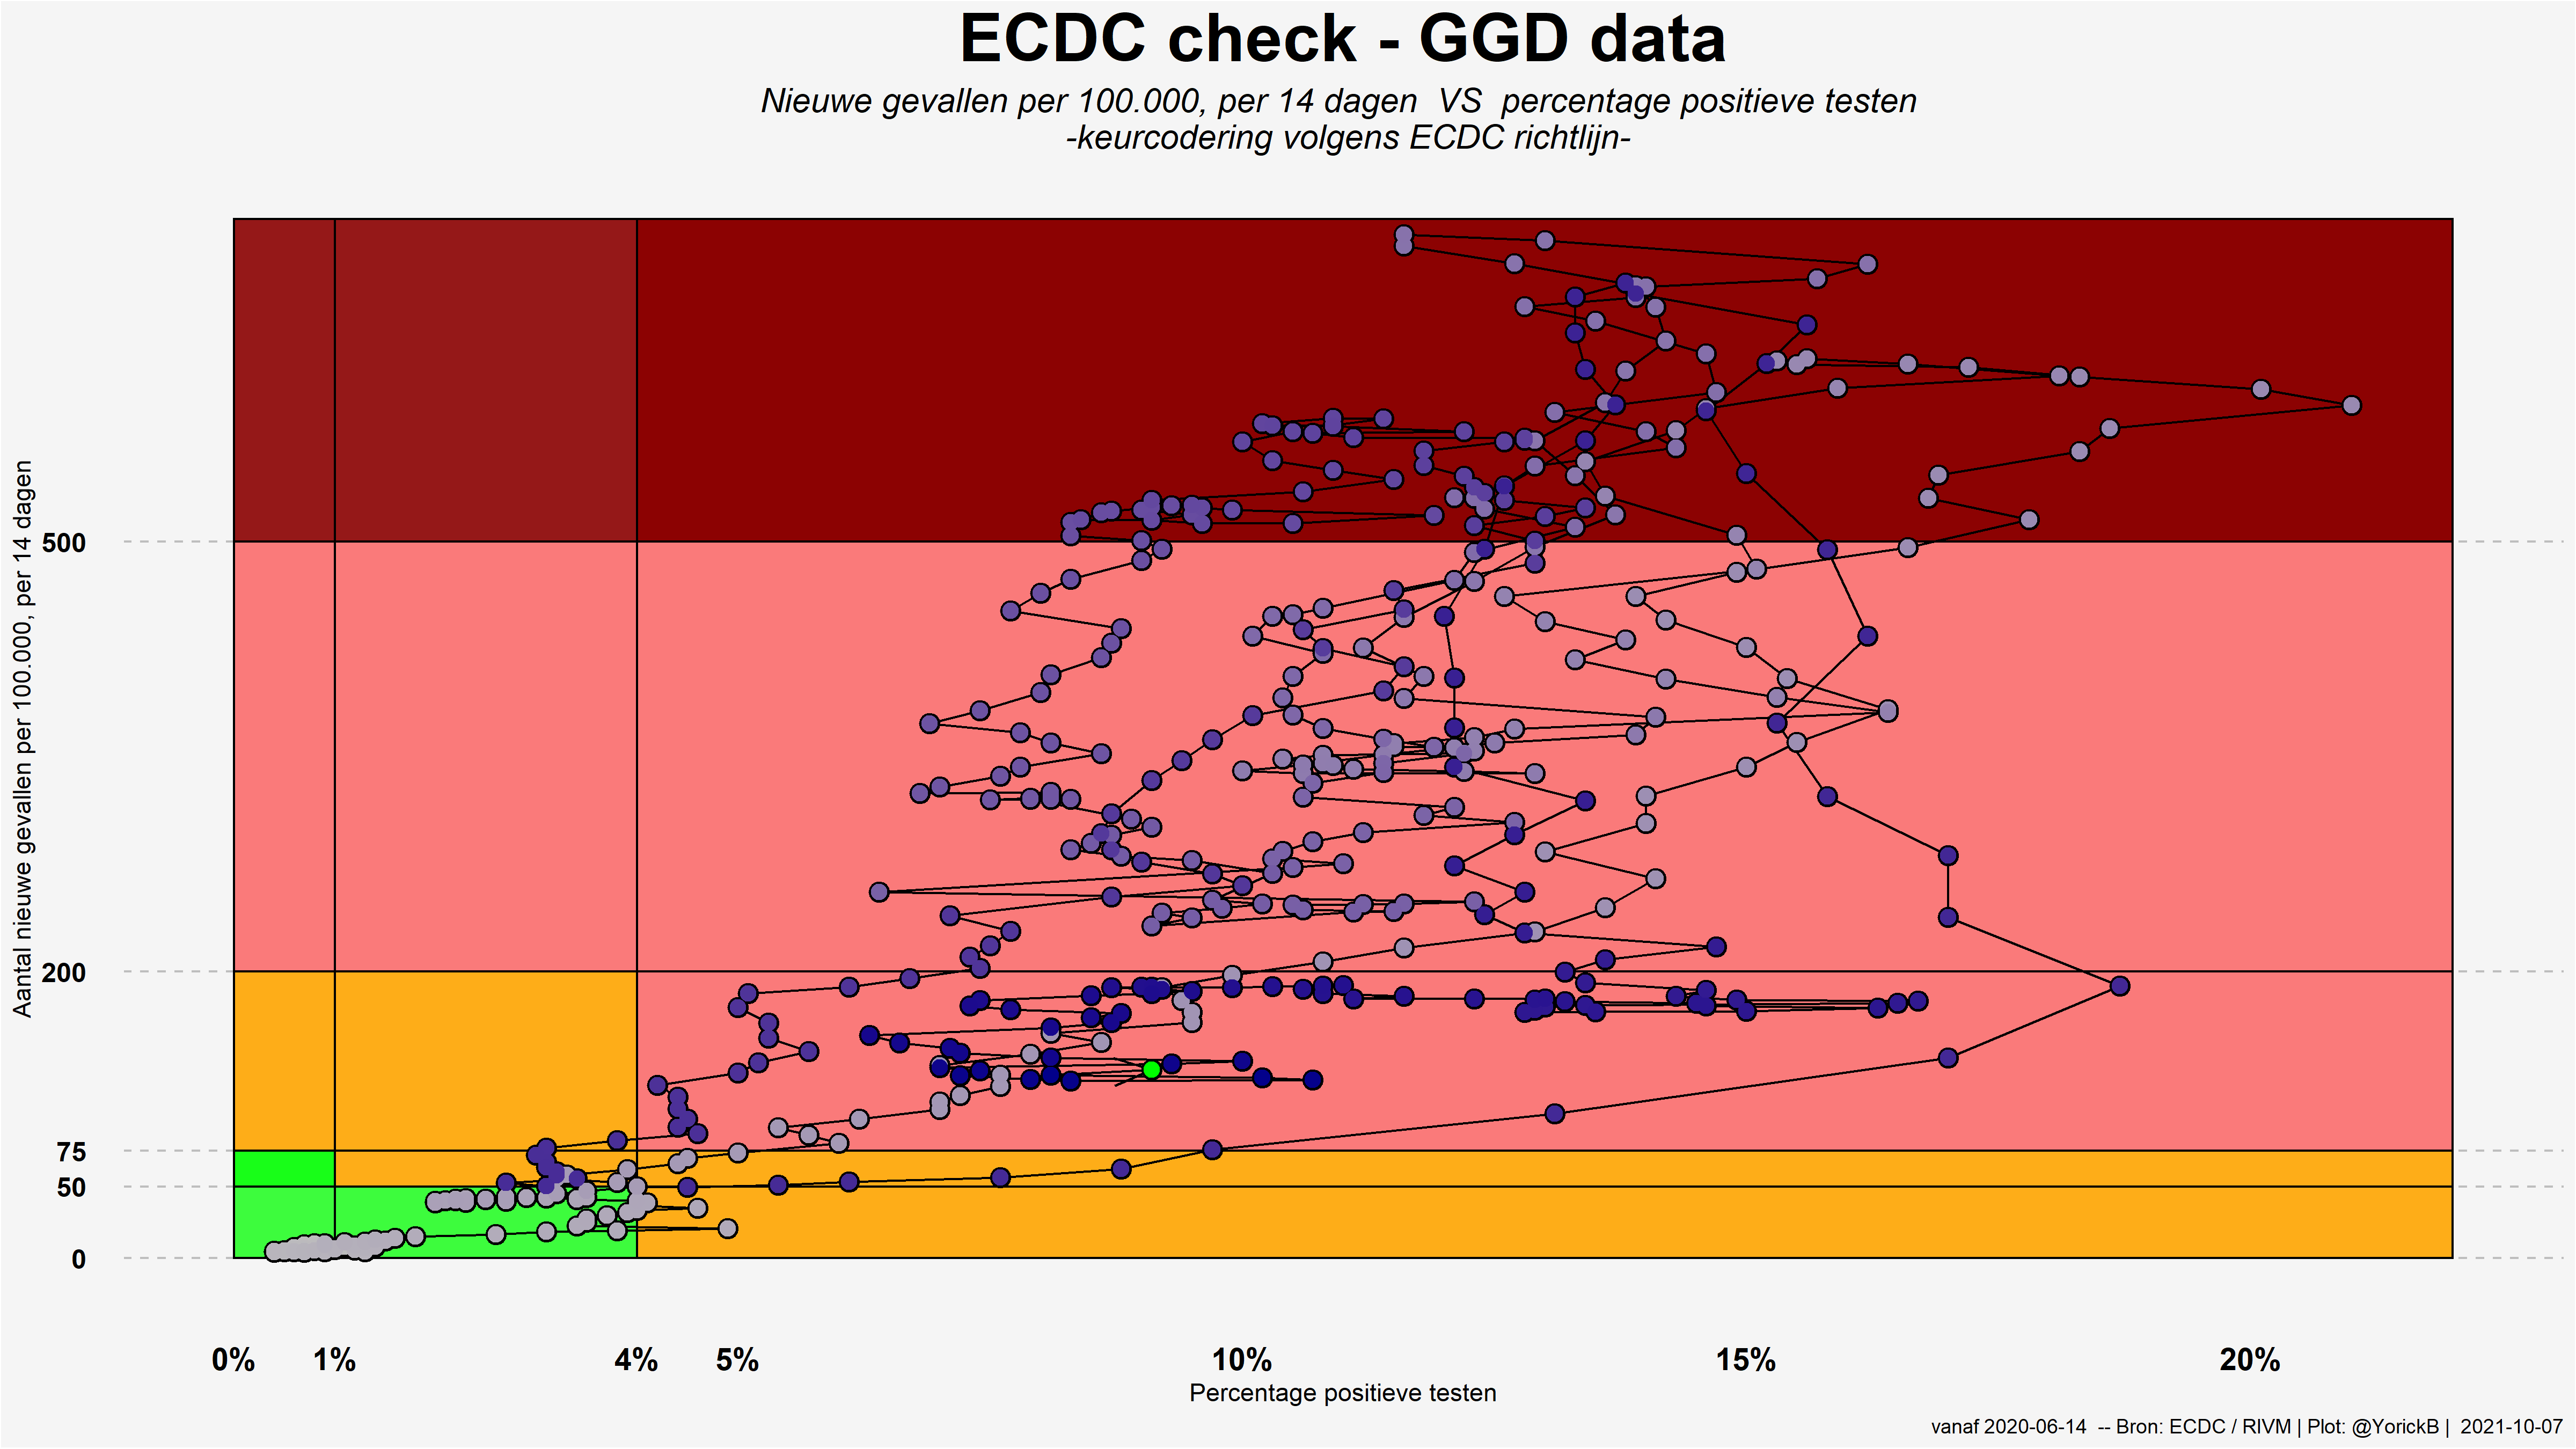 ECDC check - GGD data
Nieuwe gevallen per 100.000, per 14 dagen  VS  percentage positieve testen
-keurcodering volgens ECDC richtlijn-
Aantal nieuwe gevallen per 100.000, per 14 dagen
500
200
75
50
0
0% 1% 4% 5% 10% 15% 20%
Percentage positieve testen
vanaf 2020-06-14  -- Bron: ECDC / RIVM | Plot: @YorickB |  2021-10-07